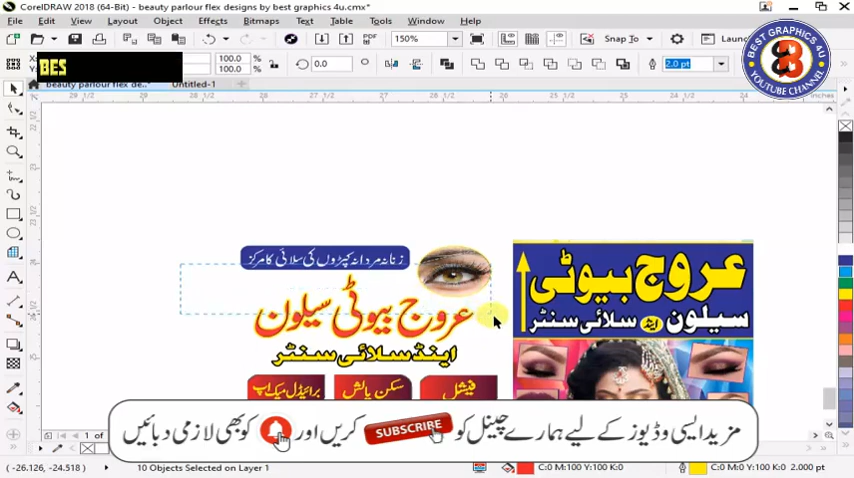 CorelDRAW 2018 (64-Bit) - beauty parlour flex designs by best graphics 4u.cmx*
File Edit View Layout Object Effects Bitmaps Text Table Tools Window Help
150% Snap To Launch
X:
Y:
BES
100.0 %
100.0 %
0.0
2.0 pt
BEST GRAPHICS 4U
YOUTUBE CHANNEL
beauty parlour flex de...* Untitled-1
inches
زنانہ مردانہ کپڑوں کی سلائی کا مرکز
عروج بیوٹی سیلون
اینڈ سلائی سنٹر
فیشل سکن پالش برائیڈل میک اپ
عروج بیوٹی
سیلون اینڈ سلائی سنٹر
مزید ایسی وڈیوز کے لیے ہمارے چینل کو SUBSCRIBE کریں اور کو بھی لازمی دبائیں
1 of
(-26.126, -24.518) 10 Objects Selected on Layer 1 C:0 M:100 Y:100 K:0 C:0 M:0 Y:100 K:0 2.000 pt